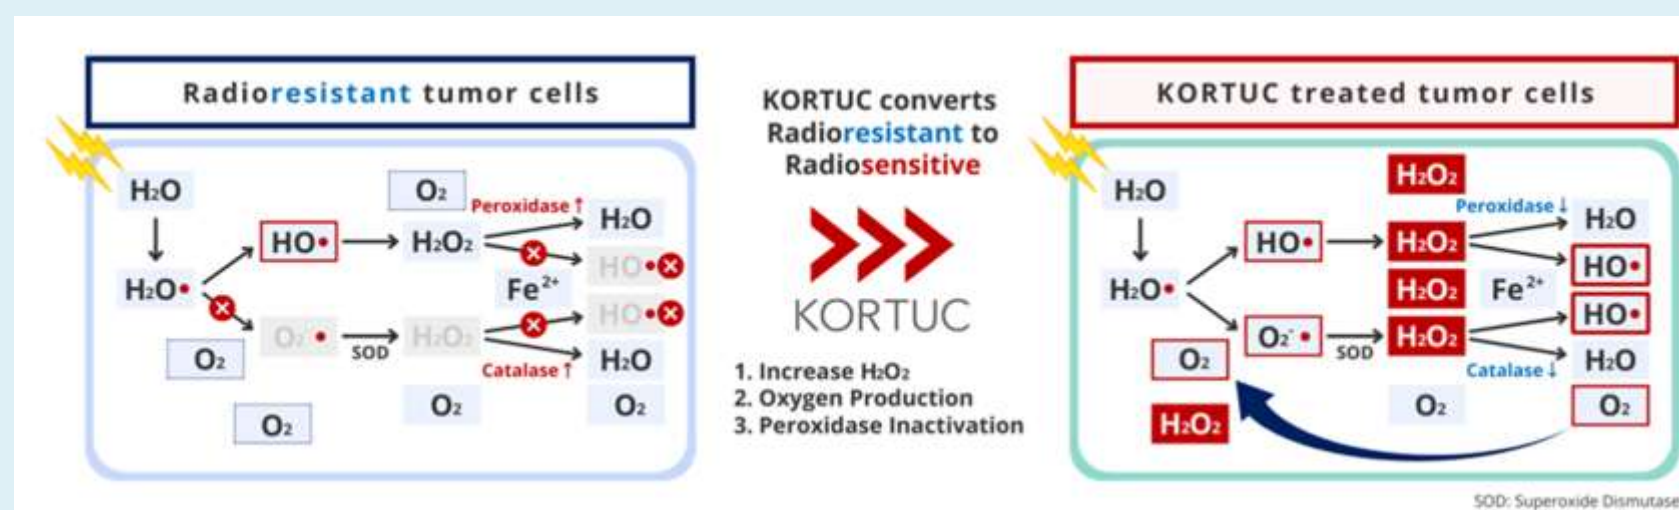 Radioresistant tumor cells
H₂O
O₂
Peroxidase ↑
H₂O
HO•
H₂O₂
HO•
H₂O•
Fe²⁺
HO•
O₂⁻•
SOD
H₂O₂
O₂
Catalase ↑
H₂O
O₂
O₂
O₂
KORTUC converts
Radioresistant to
Radiosensitive
KORTUC
1. Increase H₂O₂
2. Oxygen Production
3. Peroxidase Inactivation
KORTUC treated tumor cells
H₂O
H₂O₂
Peroxidase ↓
H₂O
HO•
H₂O₂
HO•
H₂O•
H₂O₂
Fe²⁺
HO•
O₂⁻•
SOD
H₂O₂
O₂
Catalase ↓
H₂O
H₂O₂
O₂
O₂
SOD: Superoxide Dismutase